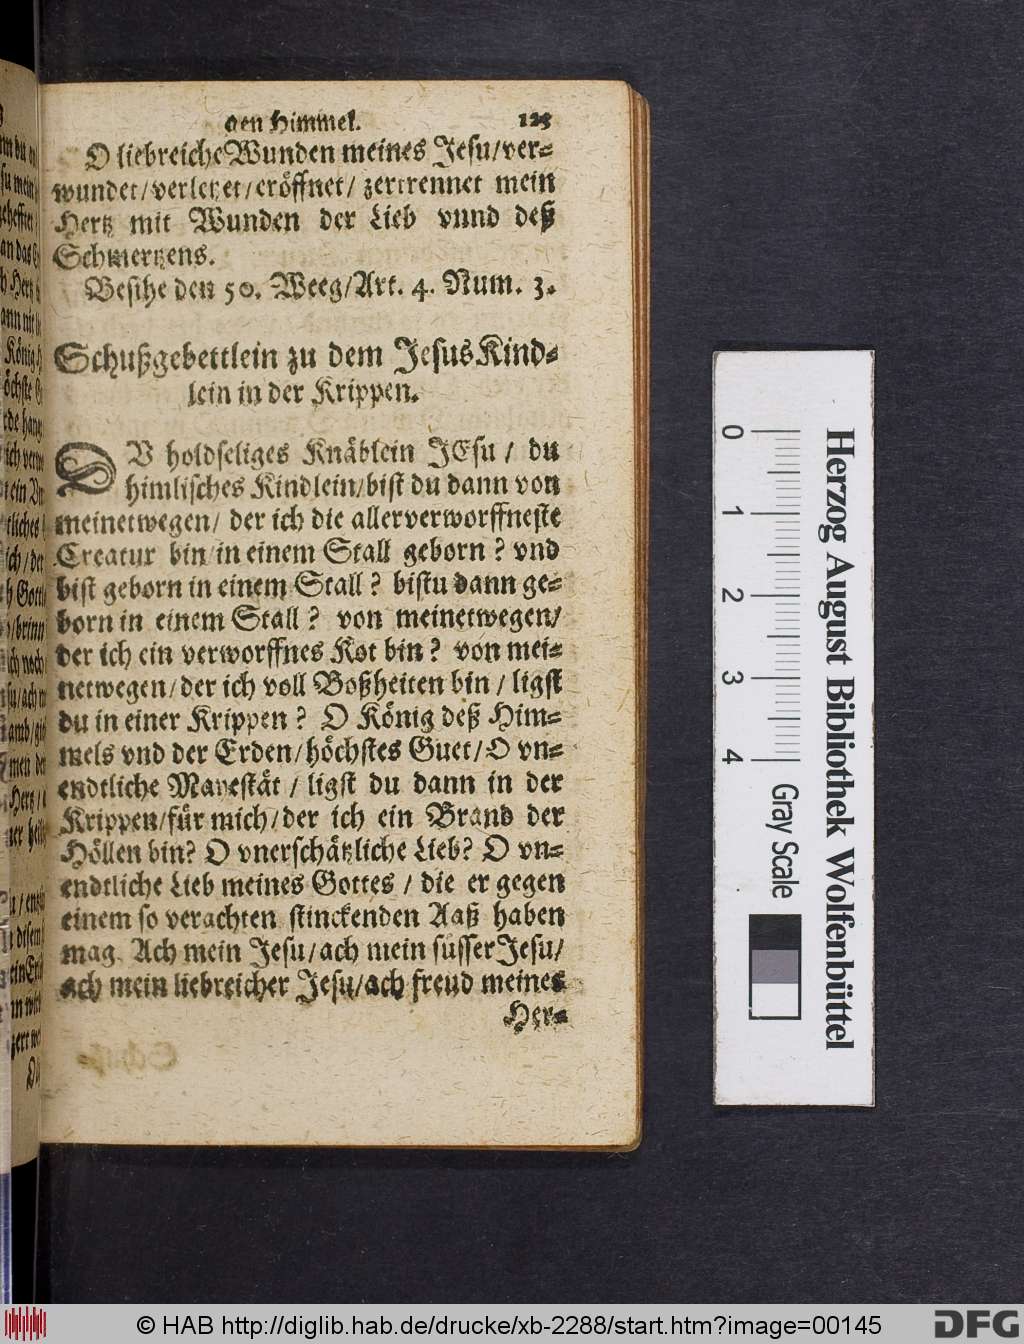 gen Himmel. 123
O liebreiche Wunden meines Jesu/ver-
wundet/verletzet/eröffnet/ zertrennet mein
Hertz mit Wunden der Lieb vnnd deß
Schmertzens.
Besihe den 50. Weeg/Art. 4. Num. 3.
Schußgebettlein zu dem Jesus Kind-
lein in der Krippen.
DV holdseliges Knäblein JEsu / du
himlisches Kindlein/bist du dann von
meinetwegen/ der ich die allerverworffneste
Creatur bin/in einem Stall geborn? vnd
bist geborn in einem Stall? bistu dann ge-
born in einem Stall? von meinetwegen/
der ich ein verworffnes Kot bin? von mei-
netwegen/der ich voll Boßheiten bin / ligst
du in einer Krippen? O König deß Him-
mels vnd der Erden/höchstes Guet/O vn-
endtliche Mayestät / ligst du dann in der
Krippen/für mich/der ich ein Brand der
Höllen bin? O vnerschätzliche Lieb? O vn-
endtliche Lieb meines Gottes / die er gegen
einem so verachten stinckenden Aaß haben
mag. Ach mein Jesu/ach mein süsser Jesu/
ach mein liebreicher Jesu/ach freud meines
Her-
0 1 2 3 4
Gray Scale
Herzog August Bibliothek Wolfenbüttel
© HAB http://diglib.hab.de/drucke/xb-2288/start.htm?image=00145
DFG